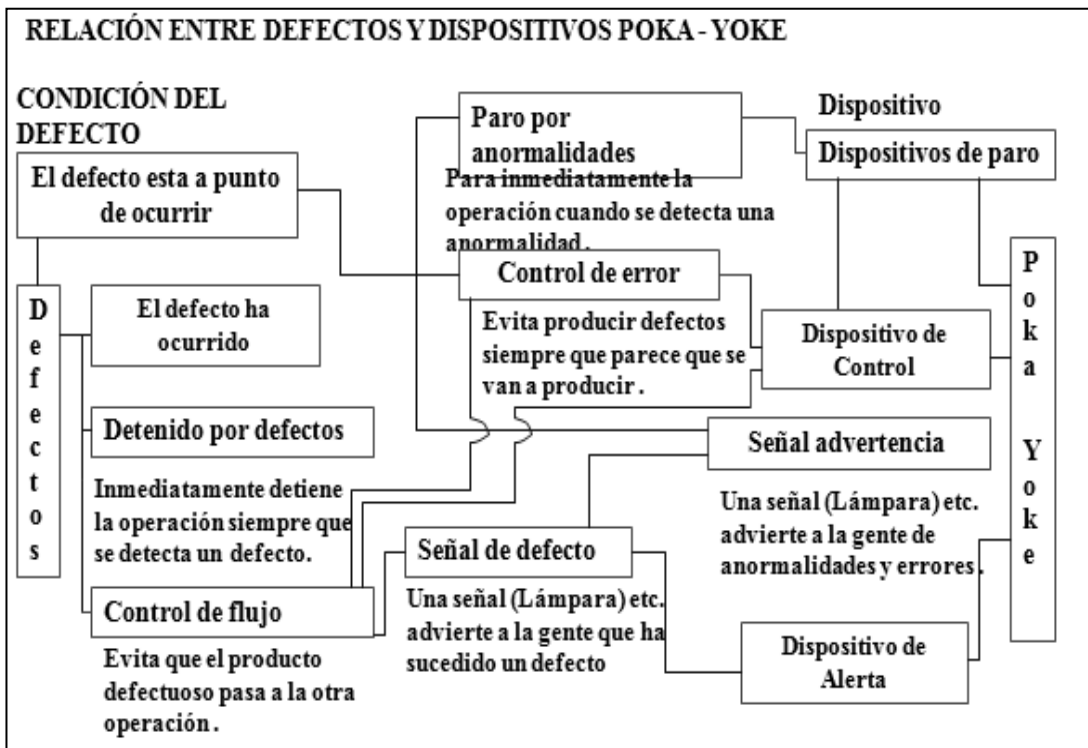 RELACIÓN ENTRE DEFECTOS Y DISPOSITIVOS POKA - YOKE
CONDICIÓN DEL
DEFECTO
El defecto esta a punto
de ocurrir
Defectos
El defecto ha
ocurrido
Detenido por defectos
Inmediatamente detiene
la operación siempre que
se detecta un defecto.
Control de flujo
Evita que el producto
defectuoso pasa a la otra
operación .
Paro por
anormalidades
Para inmediatamente la
operación cuando se detecta una
anormalidad .
Control de error
Evita producir defectos
siempre que parece que se
van a producir .
Señal de defecto
Una señal (Lámpara) etc.
advierte a la gente que ha
sucedido un defecto
Dispositivo
Dispositivos de paro
Dispositivo de
Control
Señal advertencia
Una señal (Lámpara) etc.
advierte a la gente de
anormalidades y errores .
Dispositivo de
Alerta
Poka Yoke